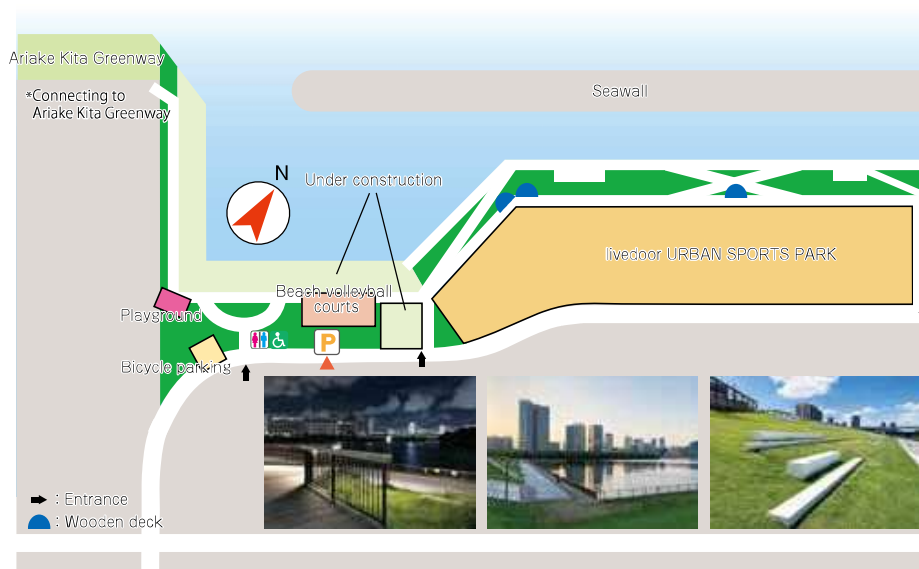 Ariake Kita Greenway
*Connecting to
Ariake Kita Greenway
Seawall
N
Under construction
livedoor URBAN SPORTS PARK
Beach volleyball
courts
Playground
P
Bicycle parking
: Entrance
: Wooden deck